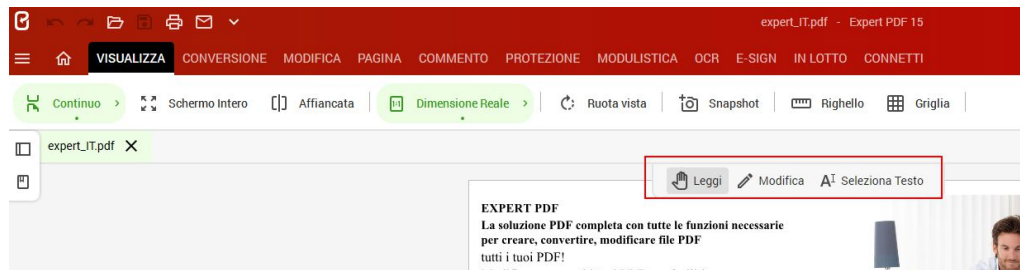 expert_IT.pdf - Expert PDF 15
VISUALIZZA CONVERSIONE MODIFICA PAGINA COMMENTO PROTEZIONE MODULISTICA OCR E-SIGN IN LOTTO CONNETTI
Continuo > Schermo Intero Affiancata Dimensione Reale > Ruota vista Snapshot Righello Griglia
expert_IT.pdf
Leggi Modifica Seleziona Testo
EXPERT PDF
La soluzione PDF completa con tutte le funzioni necessarie
per creare, convertire, modificare file PDF
tutti i tuoi PDF!